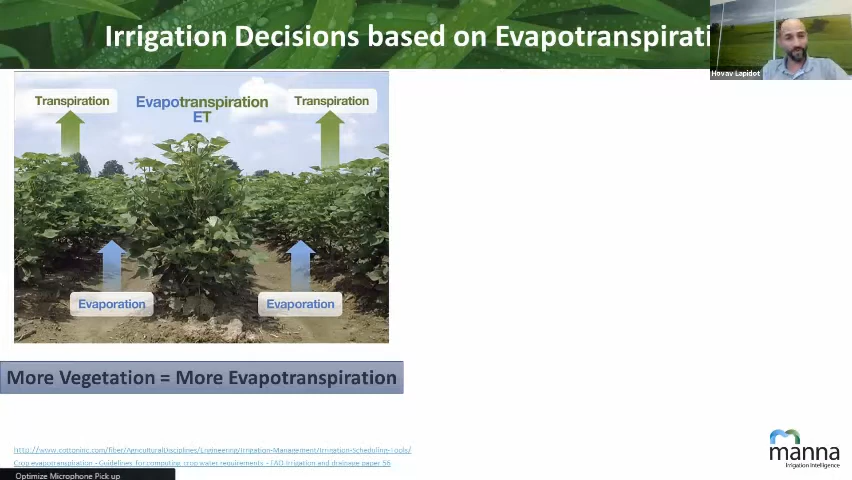 Irrigation Decisions based on Evapotranspirati
Hovav Lapidot
Transpiration
Evapotranspiration
ET
Transpiration
Evaporation
Evaporation
More Vegetation = More Evapotranspiration
http://www.cottoninc.com/fiber/AgriculturalDisciplines/Engineering/Irrigation-Management/Irrigation-Scheduling-Tools/
Crop evapotranspiration - Guidelines for computing crop water requirements - FAO Irrigation and drainage paper 56
manna
Irrigation Intelligence
Optimize Microphone Pick up